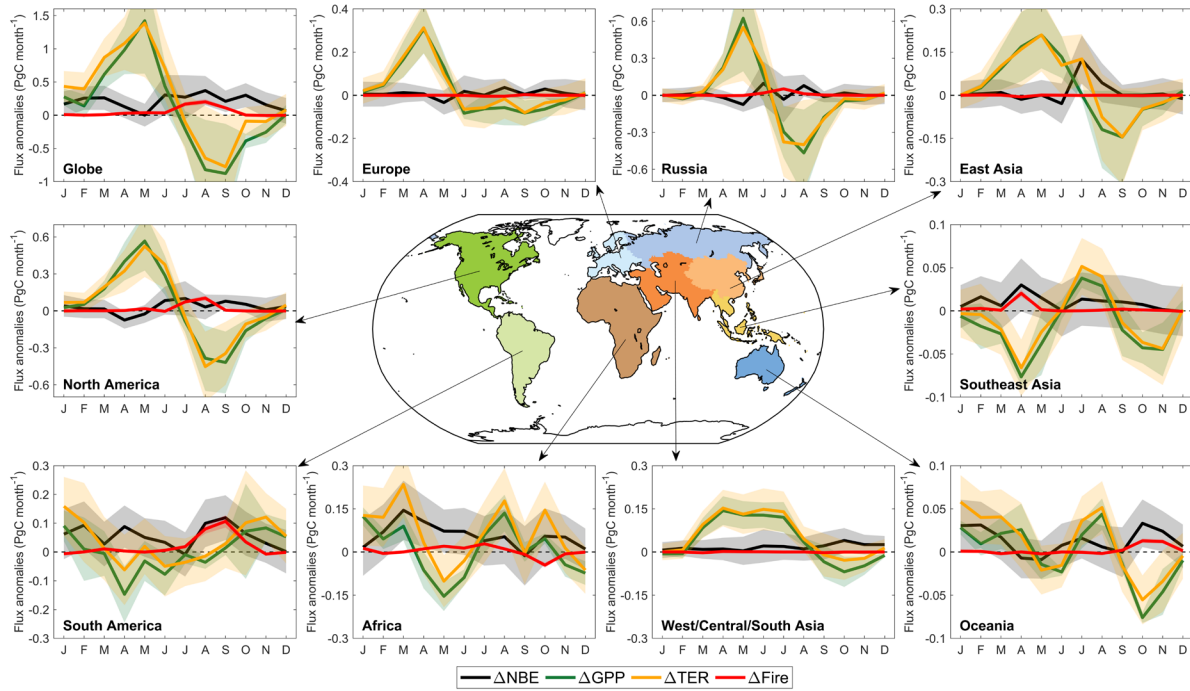 Flux anomalies (PgC month⁻¹)
1.5
1
0.5
0
-0.5
-1
Globe
J F M A M J J A S O N D
Flux anomalies (PgC month⁻¹)
0.4
0.2
0
-0.2
-0.4
Europe
J F M A M J J A S O N D
Flux anomalies (PgC month⁻¹)
0.6
0.3
0
-0.3
-0.6
Russia
J F M A M J J A S O N D
Flux anomalies (PgC month⁻¹)
0.3
0.15
0
-0.15
-0.3
East Asia
J F M A M J J A S O N D
Flux anomalies (PgC month⁻¹)
0.6
0.3
0
-0.3
-0.6
North America
J F M A M J J A S O N D
Flux anomalies (PgC month⁻¹)
0.1
0.05
0
-0.05
-0.1
Southeast Asia
J F M A M J J A S O N D
Flux anomalies (PgC month⁻¹)
0.3
0.2
0.1
0
-0.1
-0.2
-0.3
South America
J F M A M J J A S O N D
Flux anomalies (PgC month⁻¹)
0.3
0.15
0
-0.15
-0.3
Africa
J F M A M J J A S O N D
Flux anomalies (PgC month⁻¹)
0.3
0.15
0
-0.15
-0.3
West/Central/South Asia
J F M A M J J A S O N D
Flux anomalies (PgC month⁻¹)
0.1
0.05
0
-0.05
-0.1
Oceania
J F M A M J J A S O N D
ΔNBE ΔGPP ΔTER ΔFire